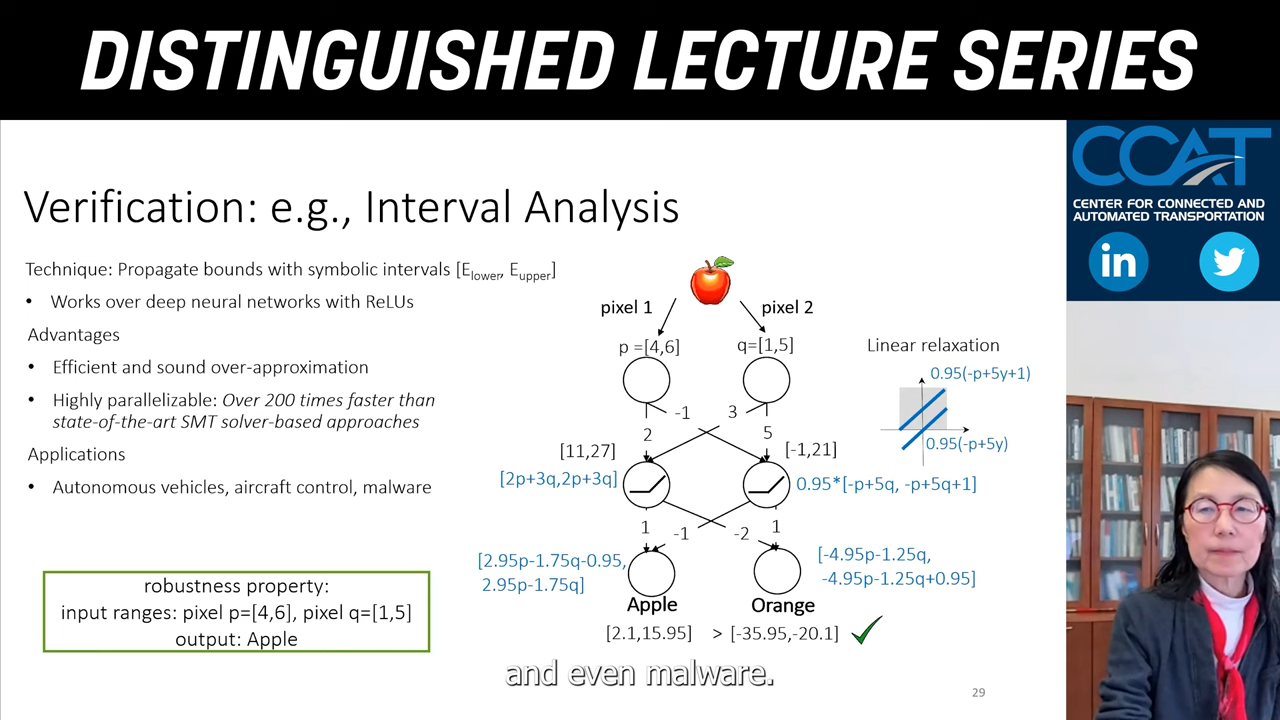 DISTINGUISHED LECTURE SERIES
CCAT
CENTER FOR CONNECTED AND
AUTOMATED TRANSPORTATION
in
Verification: e.g., Interval Analysis
Technique: Propagate bounds with symbolic intervals [Elower, Eupper]
• Works over deep neural networks with ReLUs
Advantages
• Efficient and sound over-approximation
• Highly parallelizable: Over 200 times faster than
state-of-the-art SMT solver-based approaches
Applications
• Autonomous vehicles, aircraft control, malware
robustness property:
input ranges: pixel p=[4,6], pixel q=[1,5]
output: Apple
pixel 1
pixel 2
p =[4,6]
q=[1,5]
-1
3
2
5
[11,27]
[-1,21]
[2p+3q,2p+3q]
0.95*[-p+5q, -p+5q+1]
1
-1
-2
1
[2.95p-1.75q-0.95,
2.95p-1.75q]
[-4.95p-1.25q,
-4.95p-1.25q+0.95]
Apple
Orange
[2.1,15.95] > [-35.95,-20.1]
Linear relaxation
0.95(-p+5y+1)
0.95(-p+5y)
and even malware.
29